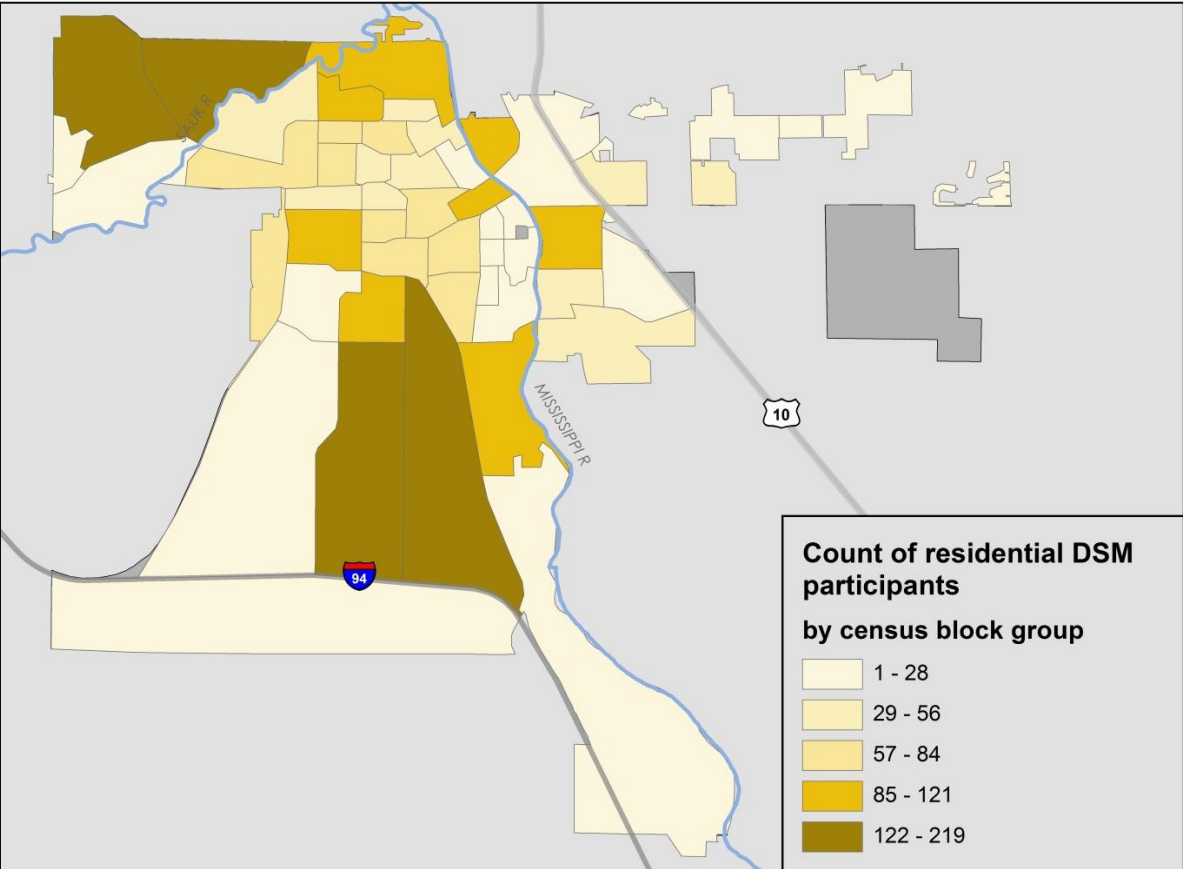 SAUK R
MISSISSIPPI R
10
94
Count of residential DSM
participants
by census block group
1 - 28
29 - 56
57 - 84
85 - 121
122 - 219